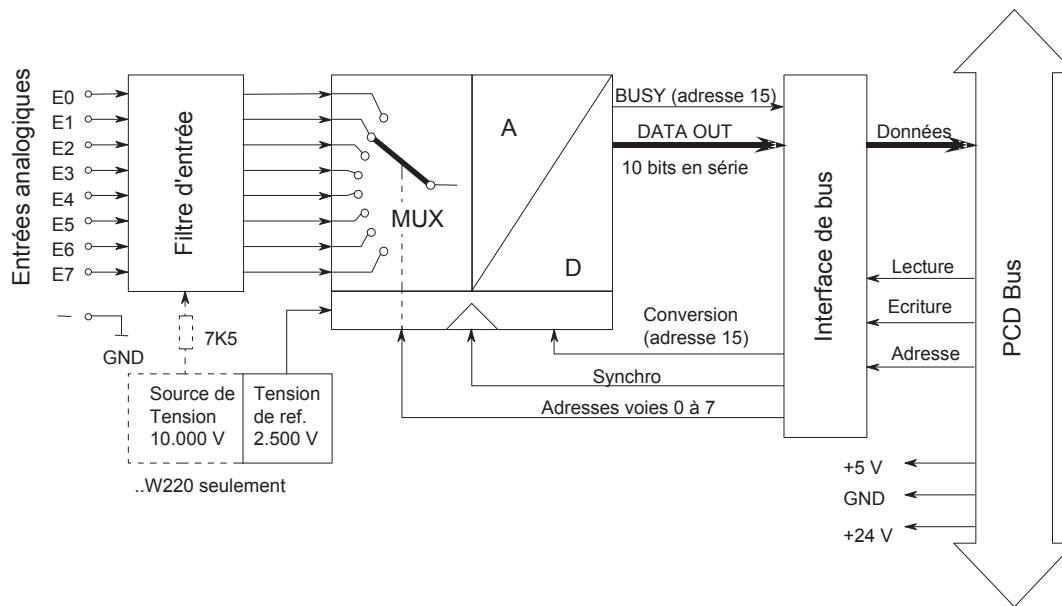 Entrées analogiques
E0
E1
E2
E3
E4
E5
E6
E7
GND
Filtre d'entrée
7K5
Source de
Tension
10.000 V
Tension
de ref.
2.500 V
..W220 seulement
MUX
A
D
BUSY (adresse 15)
DATA OUT
10 bits en série
Conversion
(adresse 15)
Synchro
Adresses voies 0 à 7
Interface de bus
Données
Lecture
Ecriture
Adresse
+5 V
GND
+24 V
PCD Bus